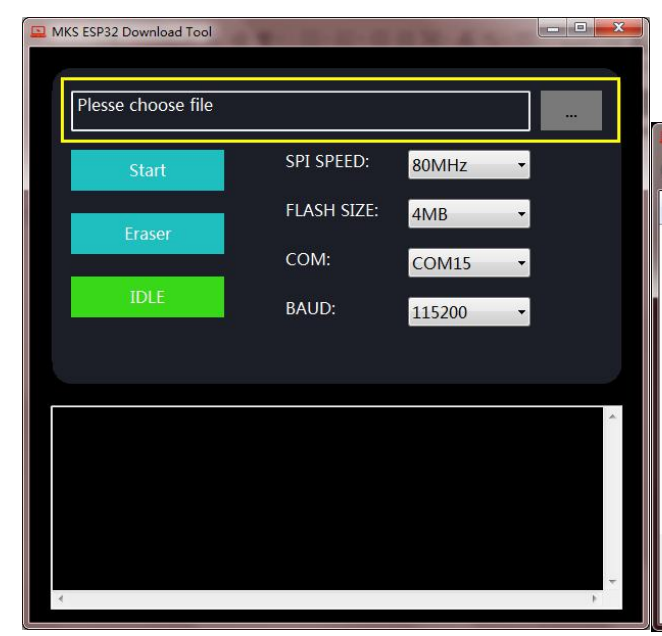 MKS ESP32 Download Tool
Plesse choose file
...
Start
SPI SPEED:
80MHz
Eraser
FLASH SIZE:
4MB
COM:
COM15
IDLE
BAUD:
115200